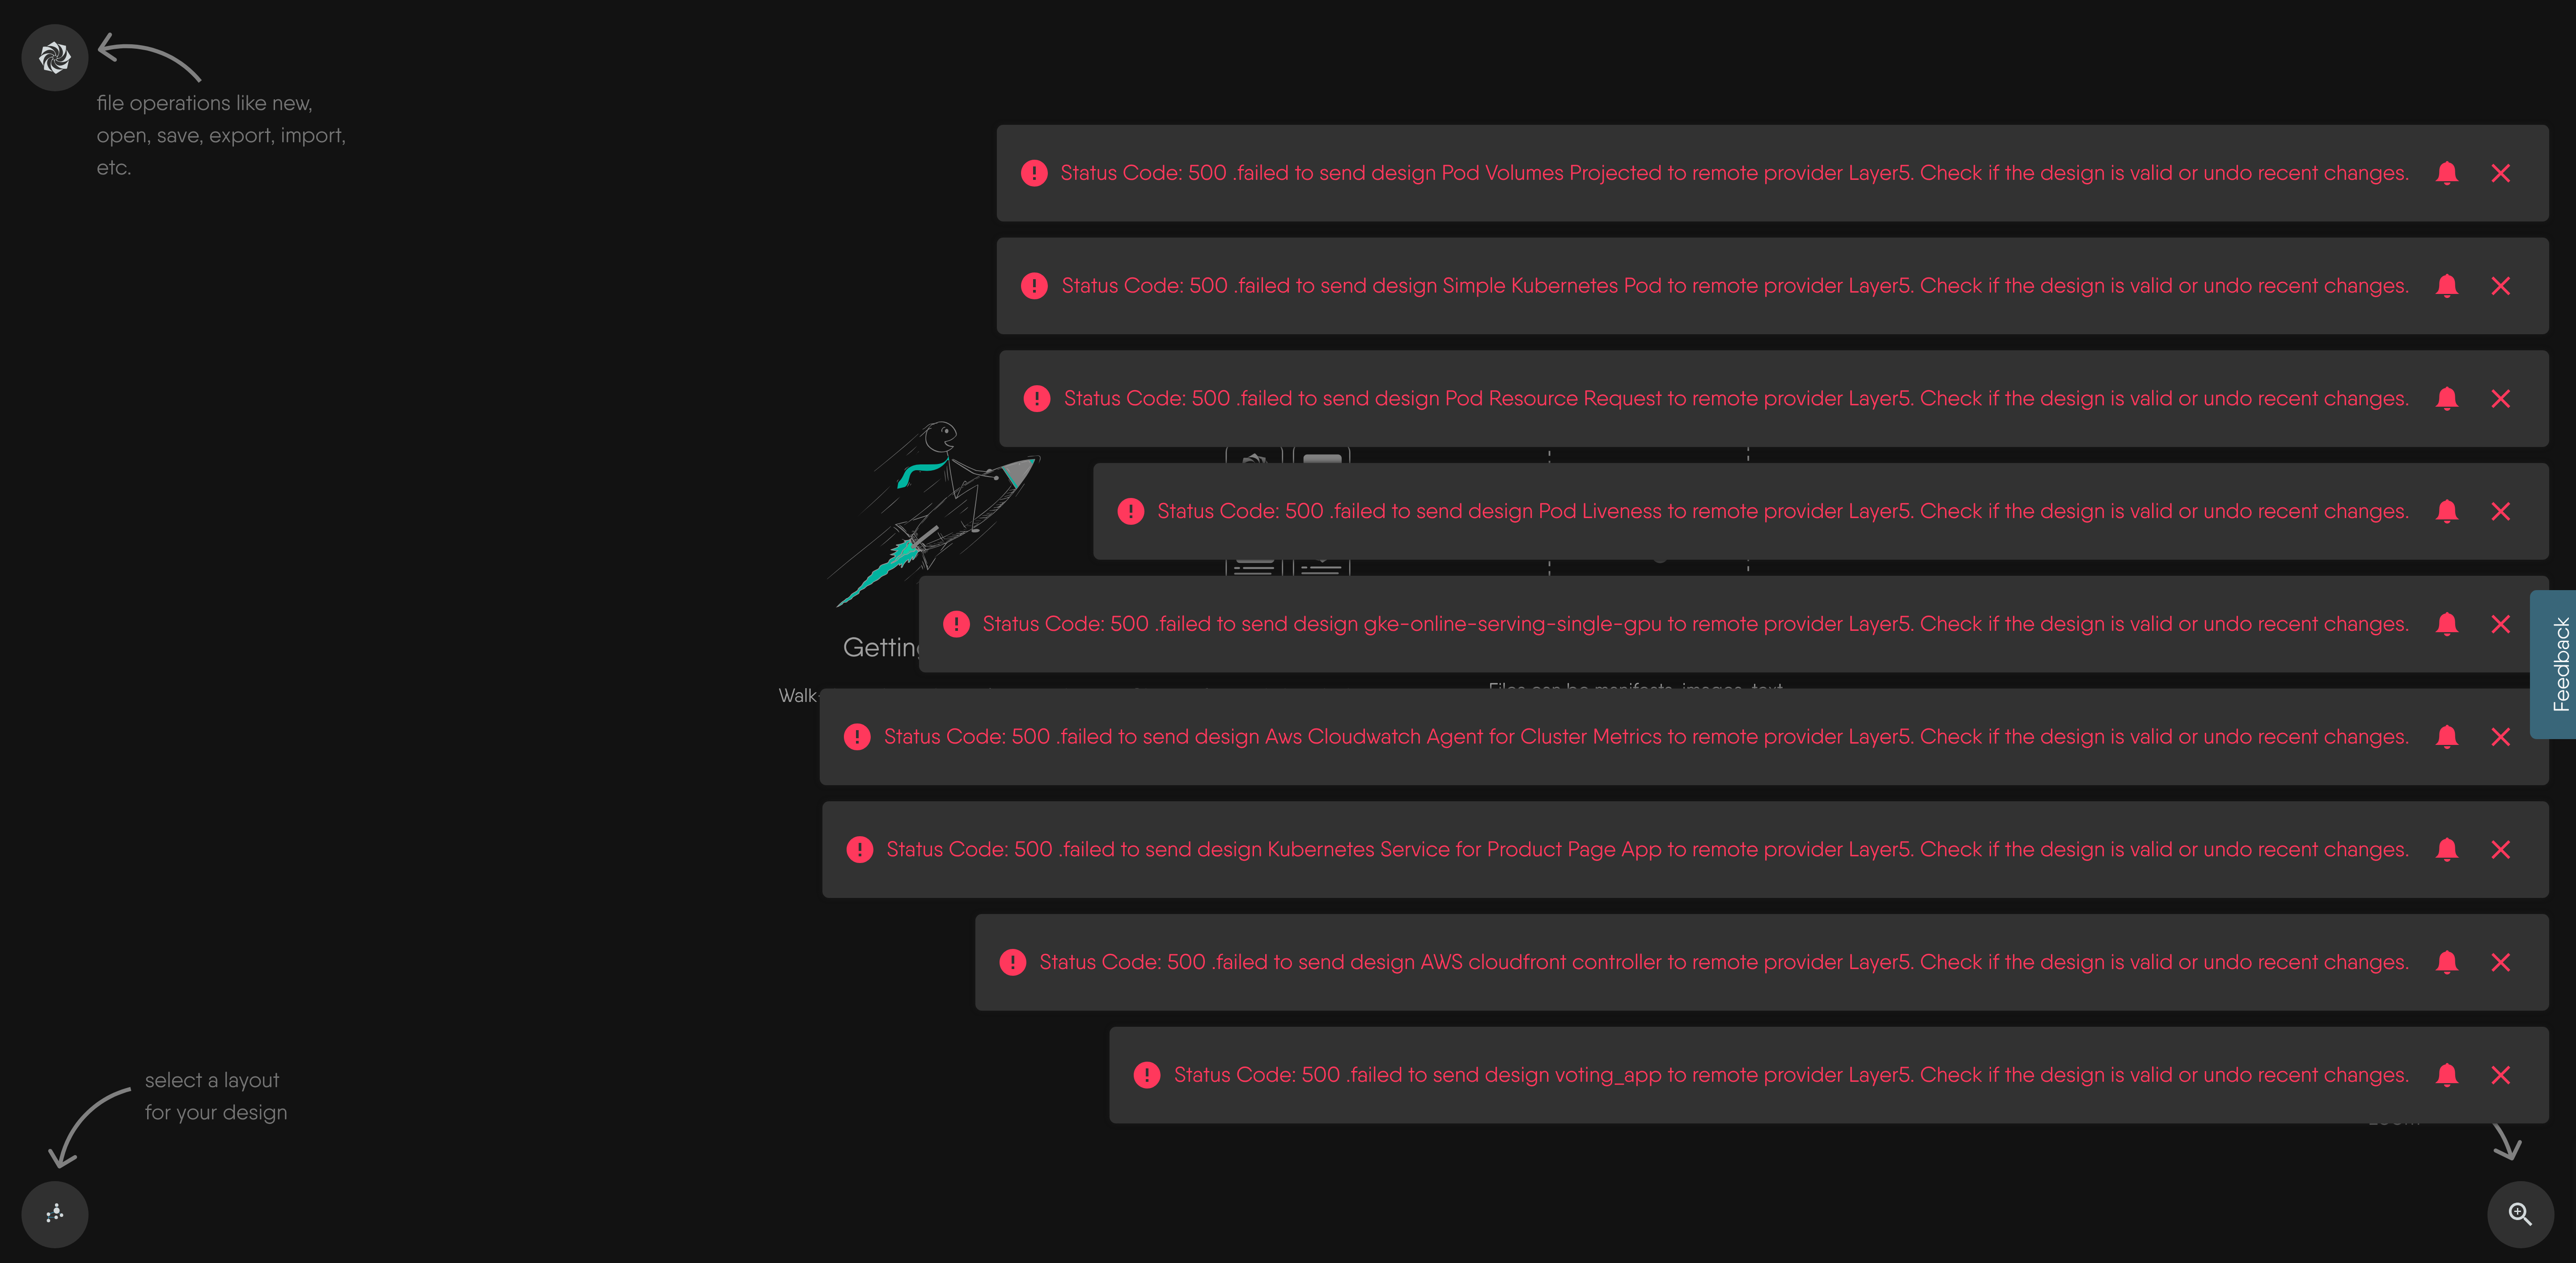 file operations like new,
open, save, export, import,
etc.
Status Code: 500 .failed to send design Pod Volumes Projected to remote provider Layer5. Check if the design is valid or undo recent changes.
Status Code: 500 .failed to send design Simple Kubernetes Pod to remote provider Layer5. Check if the design is valid or undo recent changes.
Status Code: 500 .failed to send design Pod Resource Request to remote provider Layer5. Check if the design is valid or undo recent changes.
Status Code: 500 .failed to send design Pod Liveness to remote provider Layer5. Check if the design is valid or undo recent changes.
Status Code: 500 .failed to send design gke-online-serving-single-gpu to remote provider Layer5. Check if the design is valid or undo recent changes.
Getting
Walk-
Files can be manifests, images, text
Status Code: 500 .failed to send design Aws Cloudwatch Agent for Cluster Metrics to remote provider Layer5. Check if the design is valid or undo recent changes.
Status Code: 500 .failed to send design Kubernetes Service for Product Page App to remote provider Layer5. Check if the design is valid or undo recent changes.
Status Code: 500 .failed to send design AWS cloudfront controller to remote provider Layer5. Check if the design is valid or undo recent changes.
Status Code: 500 .failed to send design voting_app to remote provider Layer5. Check if the design is valid or undo recent changes.
Feedback
select a layout
for your design